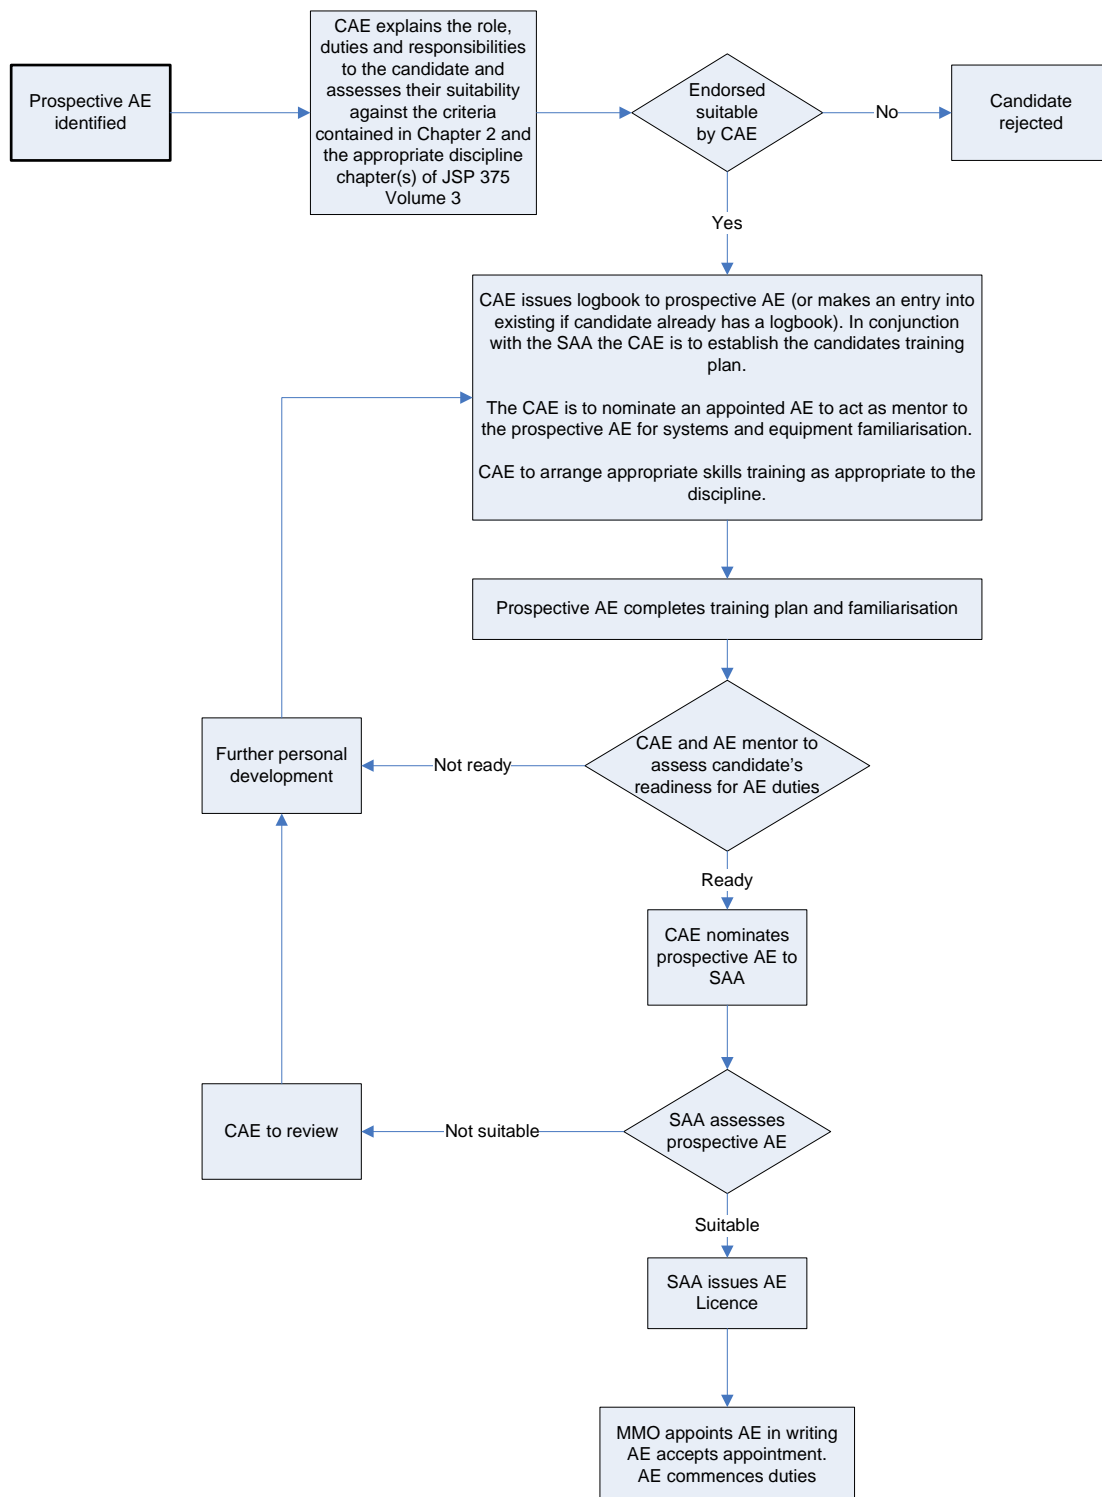 Prospective AE
identified
CAE explains the role,
duties and responsibilities
to the candidate and
assesses their suitability
against the criteria
contained in Chapter 2 and
the appropriate discipline
chapter(s) of JSP 375
Volume 3
Endorsed
suitable
by CAE
No
Candidate
rejected
Yes
CAE issues logbook to prospective AE (or makes an entry into
existing if candidate already has a logbook). In conjunction
with the SAA the CAE is to establish the candidates training
plan.
The CAE is to nominate an appointed AE to act as mentor to
the prospective AE for systems and equipment familiarisation.
CAE to arrange appropriate skills training as appropriate to the
discipline.
Prospective AE completes training plan and familiarisation
CAE and AE mentor to
assess candidate’s
readiness for AE duties
Not ready
Further personal
development
Ready
CAE nominates
prospective AE to
SAA
SAA assesses
prospective AE
Not suitable
CAE to review
Suitable
SAA issues AE
Licence
MMO appoints AE in writing
AE accepts appointment.
AE commences duties